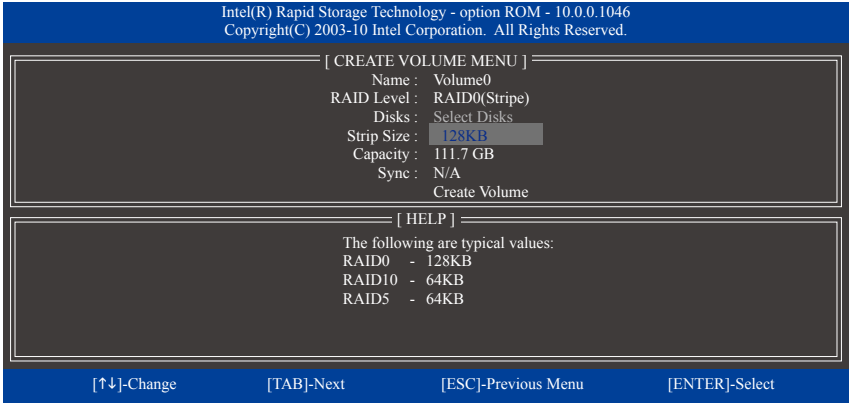 Intel(R) Rapid Storage Technology - option ROM - 10.0.0.1046
Copyright(C) 2003-10 Intel Corporation. All Rights Reserved.
[ CREATE VOLUME MENU ]
Name : Volume0
RAID Level : RAID0(Stripe)
Disks : Select Disks
Strip Size : 128KB
Capacity : 111.7 GB
Sync : N/A
Create Volume
[ HELP ]
The following are typical values:
RAID0 - 128KB
RAID10 - 64KB
RAID5 - 64KB
[↑↓]-Change [TAB]-Next [ESC]-Previous Menu [ENTER]-Select